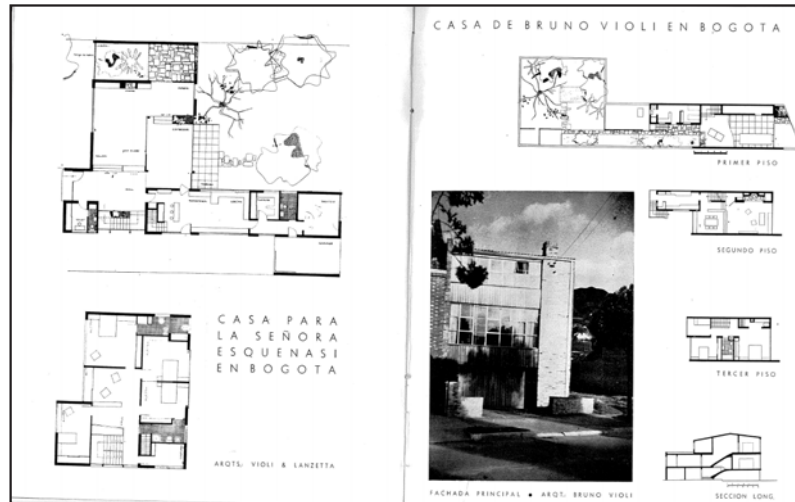 CASA PARA
LA SEÑORA
ESQUENASI
EN BOGOTA
ARQTS; VIOLI & LANZETTA
CASA DE BRUNO VIOLI EN BOGOTA
PRIMER PISO
SEGUNDO PISO
TERCER PISO
SECCION LONG.
FACHADA PRINCIPAL • ARQT; BRUNO VIOLI